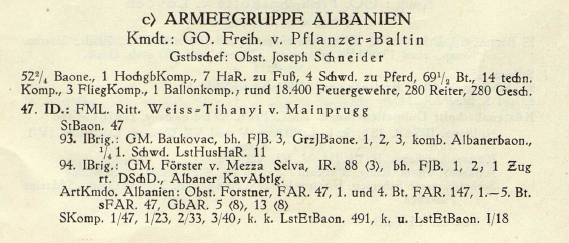 c) ARMEEGRUPPE ALBANIEN
Kmdt.: GO. Freih. v. Pflanzer=Baltin
Gstbschef: Obst. Joseph Schneider
52²/₄ Baone., 1 HochgbKomp., 7 HaR. zu Fuß, 4 Schwd. zu Pferd, 69¹/₂ Bt., 14 techn.
Komp., 3 FliegKomp., 1 Ballonkomp.; rund 18.400 Feuergewehre, 280 Reiter, 280 Gesch.
47. ID.: FML. Ritt. Weiss=Tihanyi v. Mainprugg
StBaon. 47
93. IBrig.: GM. Baukovac, bh. FJB. 3, GrzJBaone. 1, 2, 3, komb. Albanerbaon.,
¹/₄ 1. Schwd. LstHusHaR. 11
94. IBrig.: GM. Förster v. Mezza Selva, IR. 88 ⟨3⟩, bh. FJB. 1, 2; 1 Zug
rt. DSchD., Albaner KavAbtlg.
ArtKmdo. Albanien: Obst. Forstner, FAR. 47, 1. und 4. Bt. FAR. 147, 1.—5. Bt.
sFAR. 47, GbAR. 5 ⟨8⟩, 13 ⟨8⟩
SKomp. 1/47, 1/23, 2/33, 3/40; k. k. LstEtBaon. 491, k. u. LstEtBaon. I/18